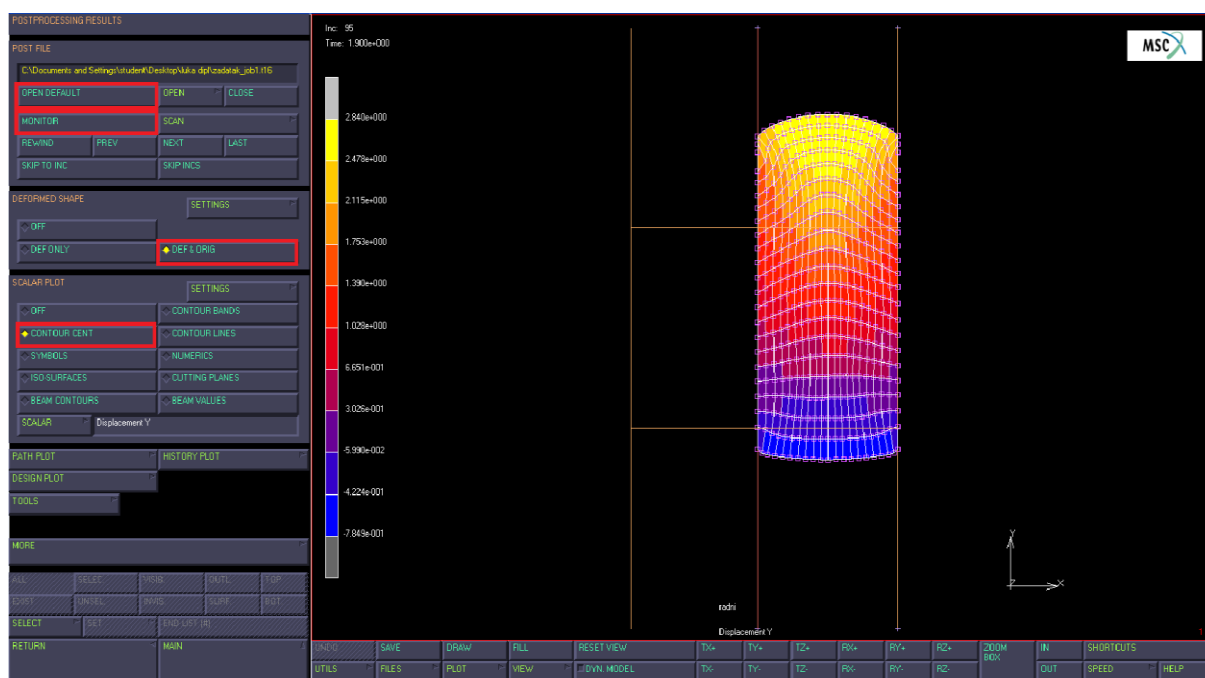 POSTPROCESSING RESULTS
POST FILE
C:\Documents and Settings\student\Desktop\luka dipl\zadatak_job1.t16
OPEN DEFAULT OPEN CLOSE
MONITOR SCAN
REWIND PREV NEXT LAST
SKIP TO INC SKIP INCS
DEFORMED SHAPE SETTINGS
OFF
DEF ONLY DEF & ORIG
SCALAR PLOT SETTINGS
OFF CONTOUR BANDS
CONTOUR CENT CONTOUR LINES
SYMBOLS NUMERICS
ISO-SURFACES CUTTING PLANES
BEAM CONTOURS BEAM VALUES
SCALAR Displacement Y
PATH PLOT HISTORY PLOT
DESIGN PLOT
TOOLS
MORE
ALL: SELEC. VISIB. OUTL. TOP
EXIST. UNSEL. INVIS. SURF. BOT.
SELECT SET END LIST (#)
RETURN MAIN
Inc: 95
Time: 1.900e+000
2.840e+000
2.478e+000
2.115e+000
1.753e+000
1.390e+000
1.028e+000
6.651e-001
3.026e-001
-5.990e-002
-4.224e-001
-7.849e-001
MSC
Y
Z X
radni
Displacement Y
1
UNDO SAVE DRAW FILL RESET VIEW TX+ TY+ TZ+ RX+ RY+ RZ+ ZOOM BOX IN SHORTCUTS
UTILS FILES PLOT VIEW DYN. MODEL TX- TY- TZ- RX- RY- RZ- OUT SPEED HELP